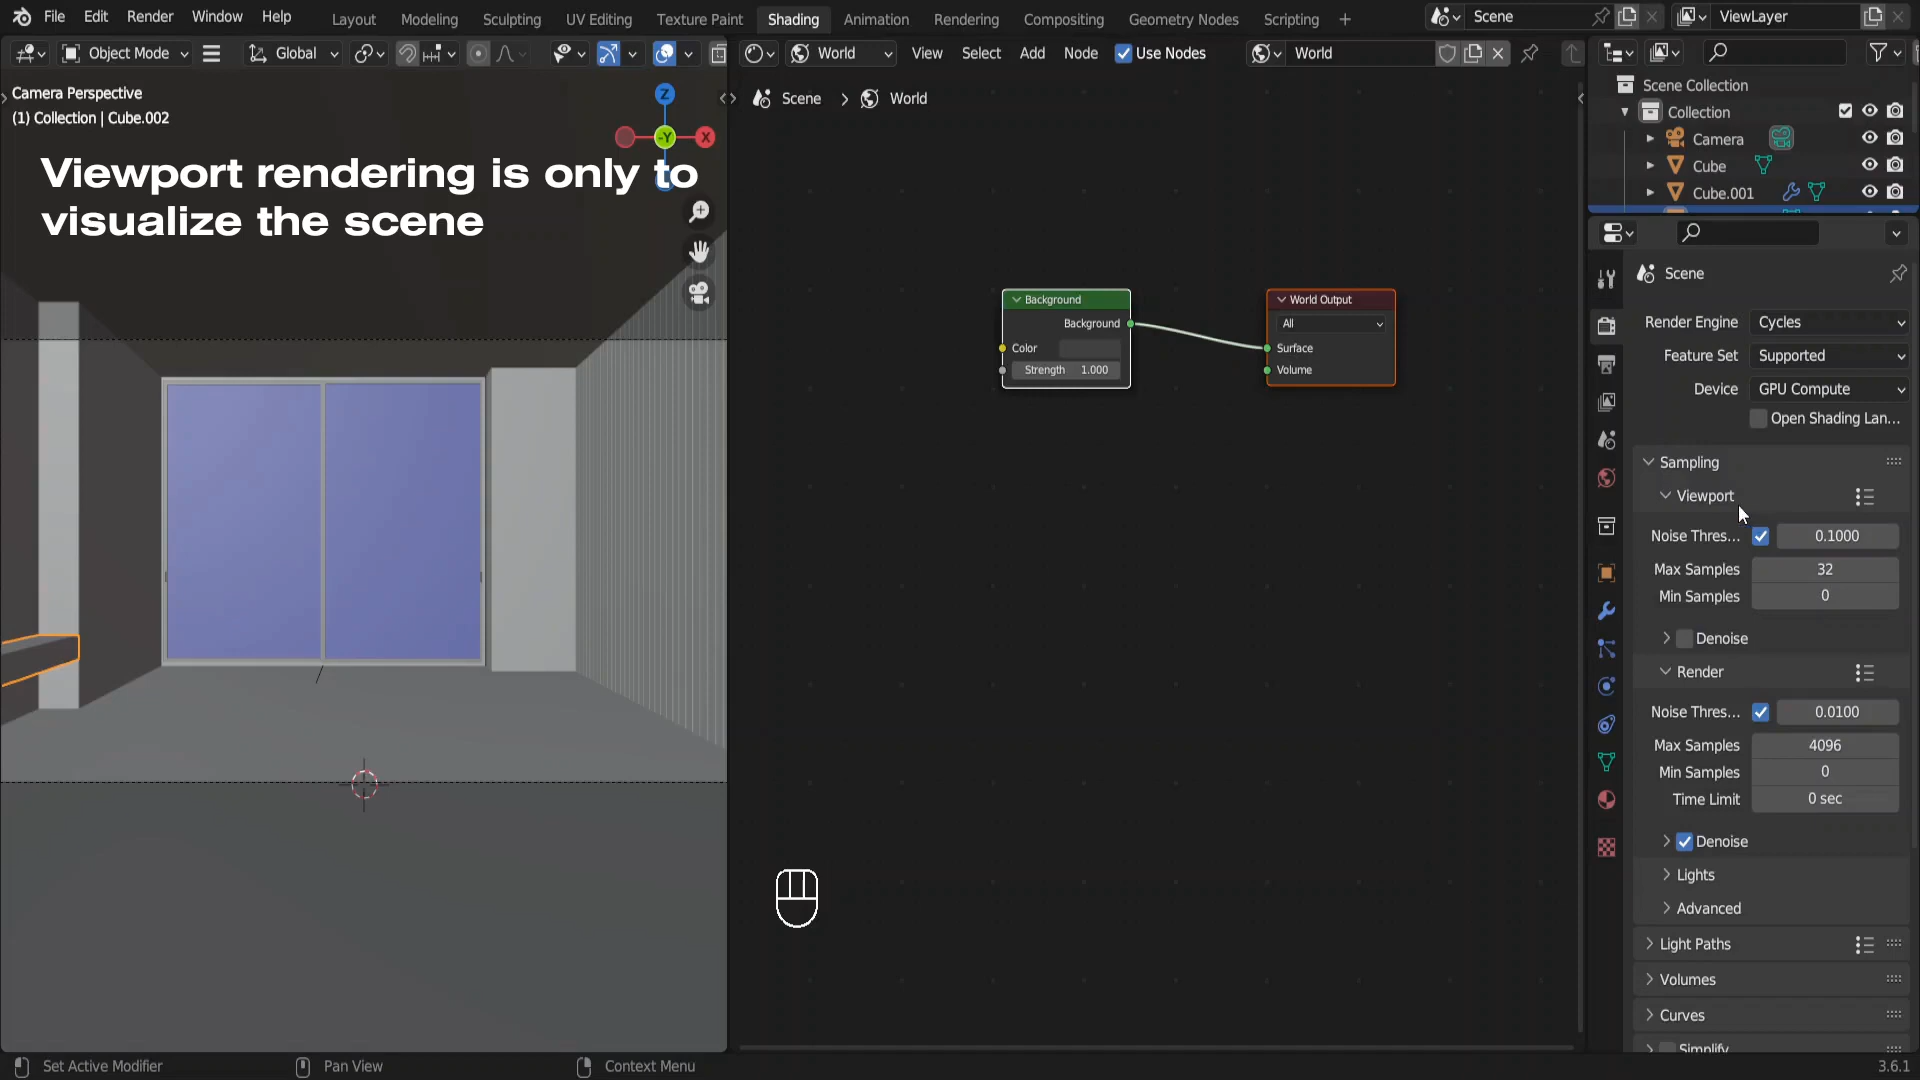 File Edit Render Window Help Layout Modeling Sculpting UV Editing Texture Paint Shading Animation Rendering Compositing Geometry Nodes Scripting + Scene ViewLayer
Object Mode Global World View Select Add Node Use Nodes World
Camera Perspective
(1) Collection | Cube.002
Z
-Y
X
Viewport rendering is only to
visualize the scene
Scene > World
Background
Background
Color
Strength 1.000
World Output
All
Surface
Volume
Scene Collection
Collection
Camera
Cube
Cube.001
Scene
Render Engine Cycles
Feature Set Supported
Device GPU Compute
Open Shading Lan...
Sampling
Viewport
Noise Thres... 0.1000
Max Samples 32
Min Samples 0
Denoise
Render
Noise Thres... 0.0100
Max Samples 4096
Min Samples 0
Time Limit 0 sec
Denoise
Lights
Advanced
Light Paths
Volumes
Curves
Simplify
Set Active Modifier Pan View Context Menu 3.6.1